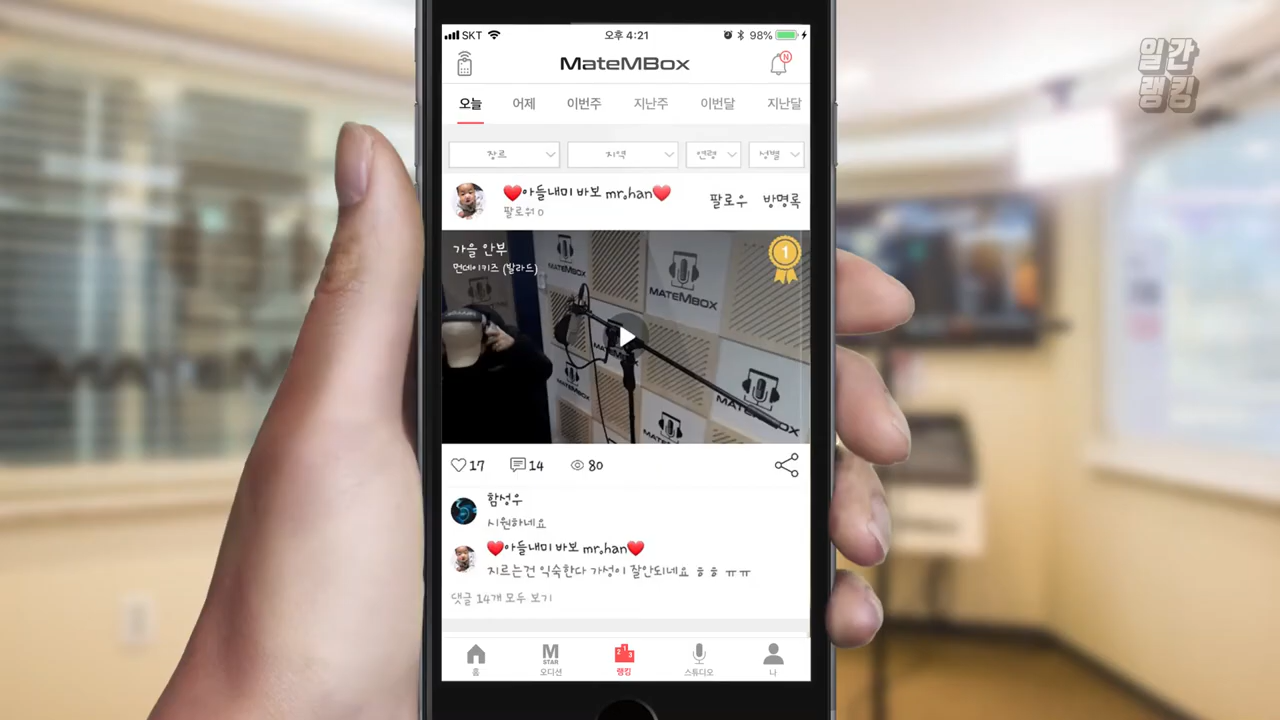 SKT 오후 4:21 98%
MateMBox N
일간
랭킹
오늘 어제 이번주 지난주 이번달 지난달
장르 지역 연령 성별
❤️아들내미 바보 mr.han❤️
팔로워 0
팔로우 방명록
가을 안부
먼데이키즈 (발라드)
1
MATEMBOX
MATEMBOX
MATEMBOX
MATEMBOX
17 14 80
함성우
시원하네요
❤️아들내미 바보 mr.han❤️
지르는건 익숙한다 가성이 잘안되네요 ㅎㅎ ㅠㅠ
댓글 14개 모두 보기
홈 M STAR 오디션 랭킹 스튜디오 나